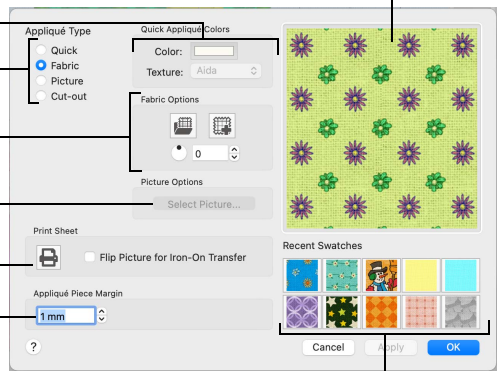 Appliqué Type
Quick
Fabric
Picture
Cut-out
Quick Appliqué Colors
Color:
Texture: Aida
Fabric Options
0
Picture Options
Select Picture...
Print Sheet
Flip Picture for Iron-On Transfer
Appliqué Piece Margin
1 mm
?
Recent Swatches
Cancel
Apply
OK